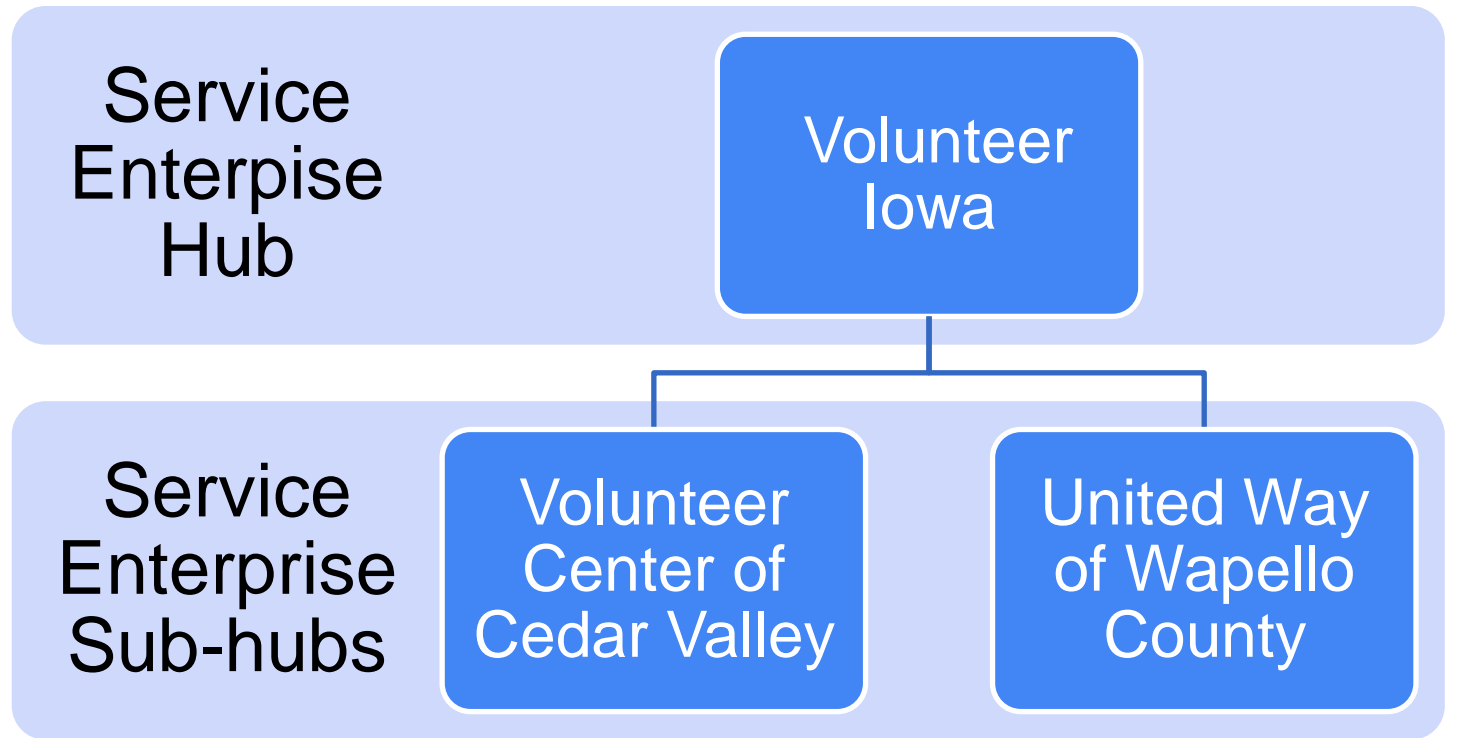 Service
Enterpise
Hub
Volunteer
Iowa
Service
Enterprise
Sub-hubs
Volunteer
Center of
Cedar Valley
United Way
of Wapello
County